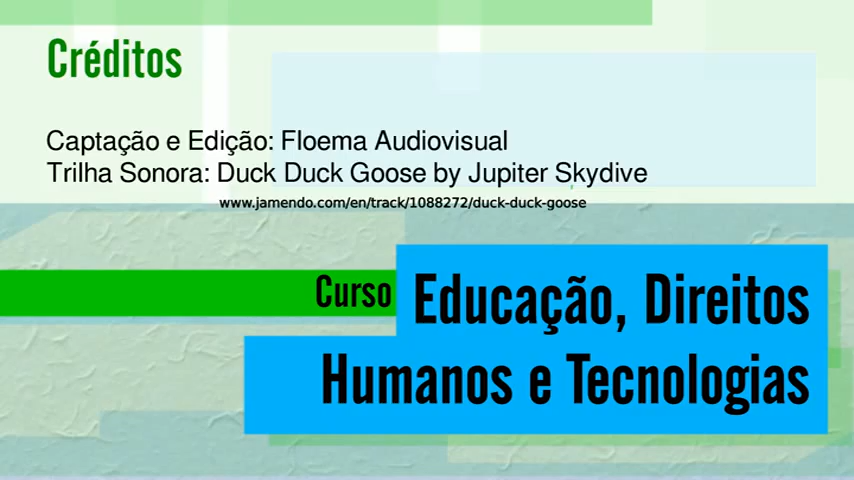 Créditos
Captação e Edição: Floema Audiovisual
Trilha Sonora: Duck Duck Goose by Jupiter Skydive
www.jamendo.com/en/track/1088272/duck-duck-goose
Curso Educação, Direitos
Humanos e Tecnologias